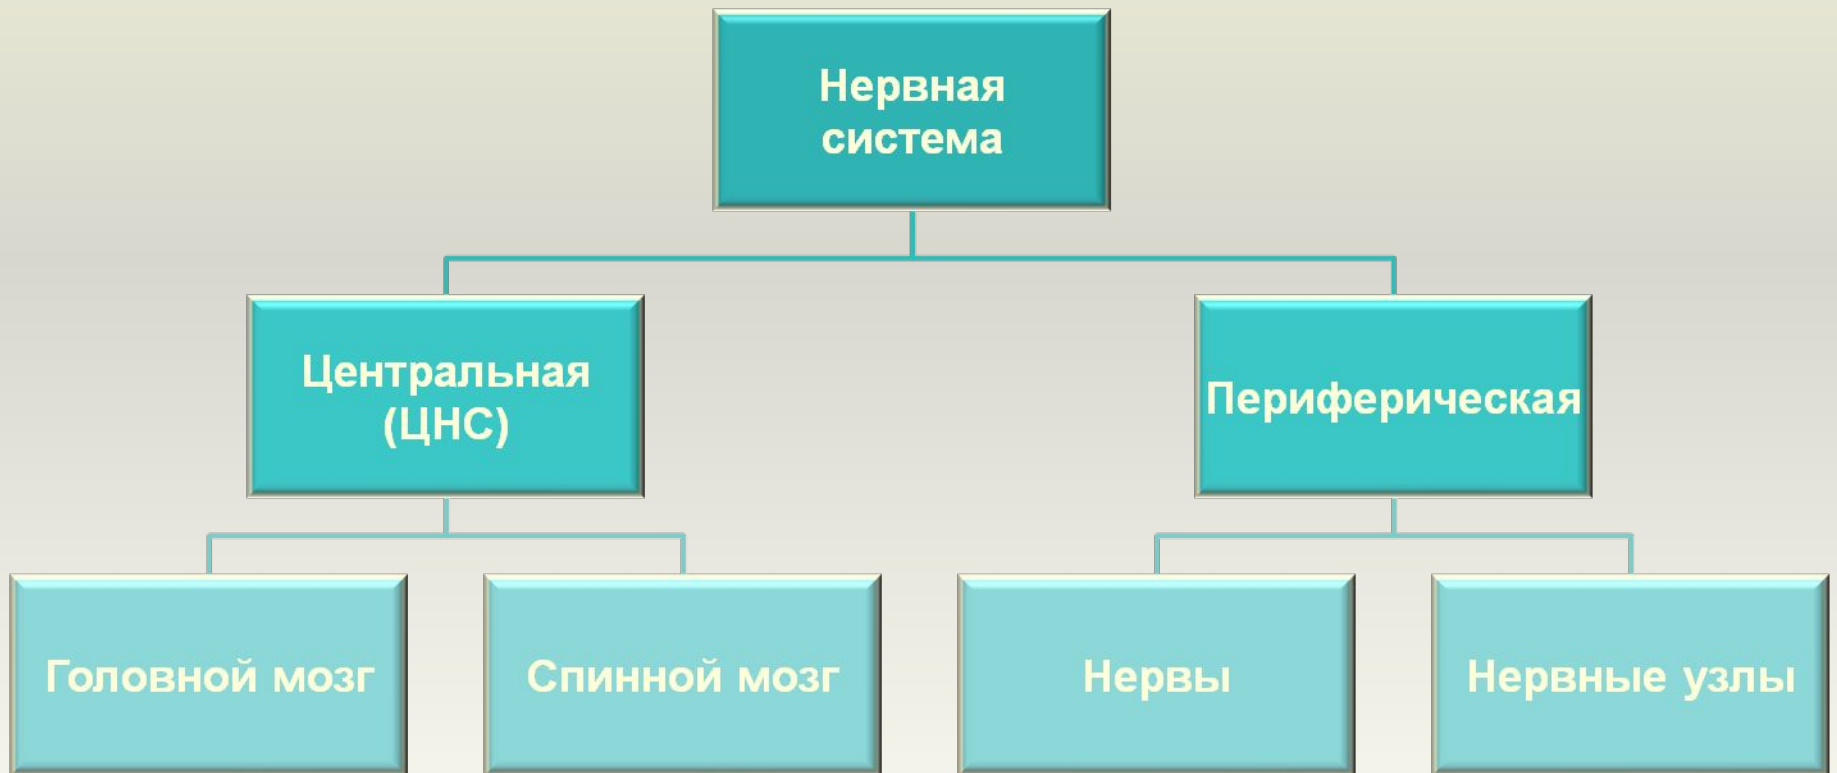 Нервная
система
Центральная
(ЦНС)
Периферическая
Головной мозг
Спинной мозг
Нервы
Нервные узлы